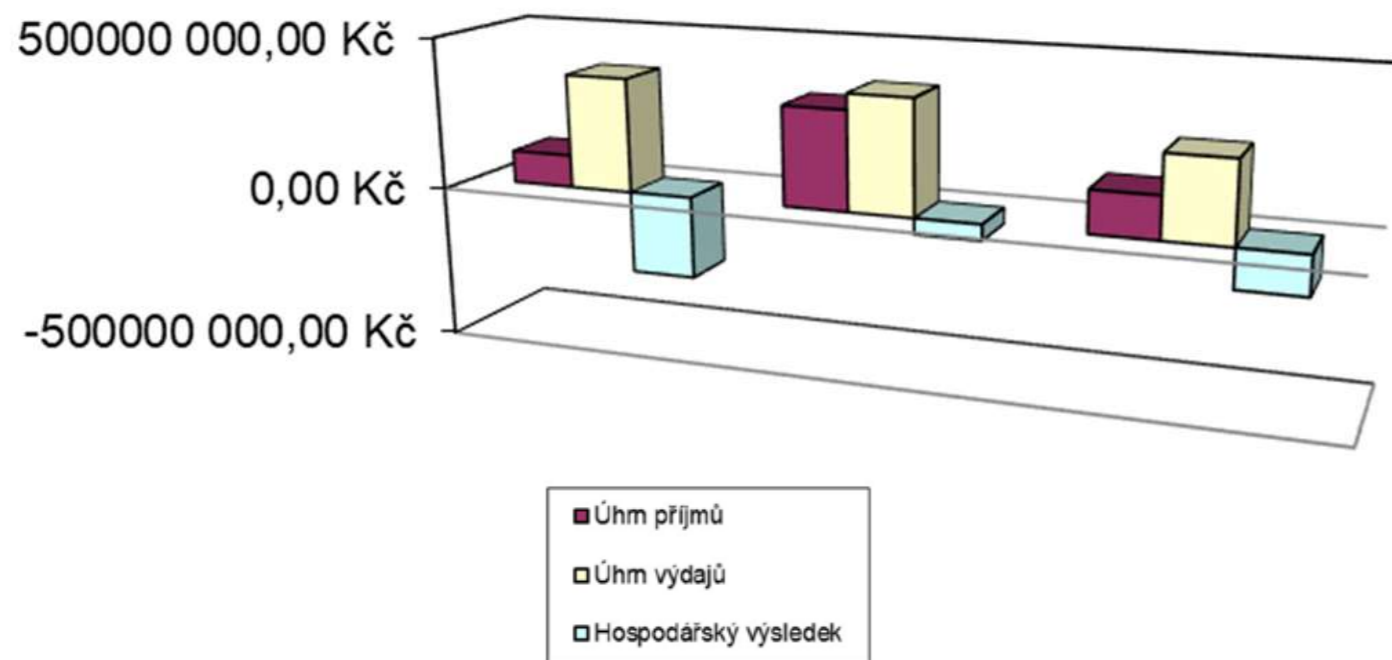 500000 000,00 Kč
0,00 Kč
-500000 000,00 Kč
Úhrn příjmů
Úhrn výdajů
Hospodářský výsledek